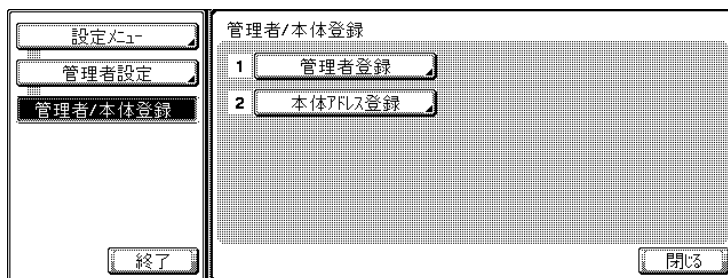 設定ﾒﾆｭｰ
管理者設定
管理者/本体登録
終了
管理者/本体登録
1 管理者登録
2 本体ｱﾄﾞﾚｽ登録
閉じる